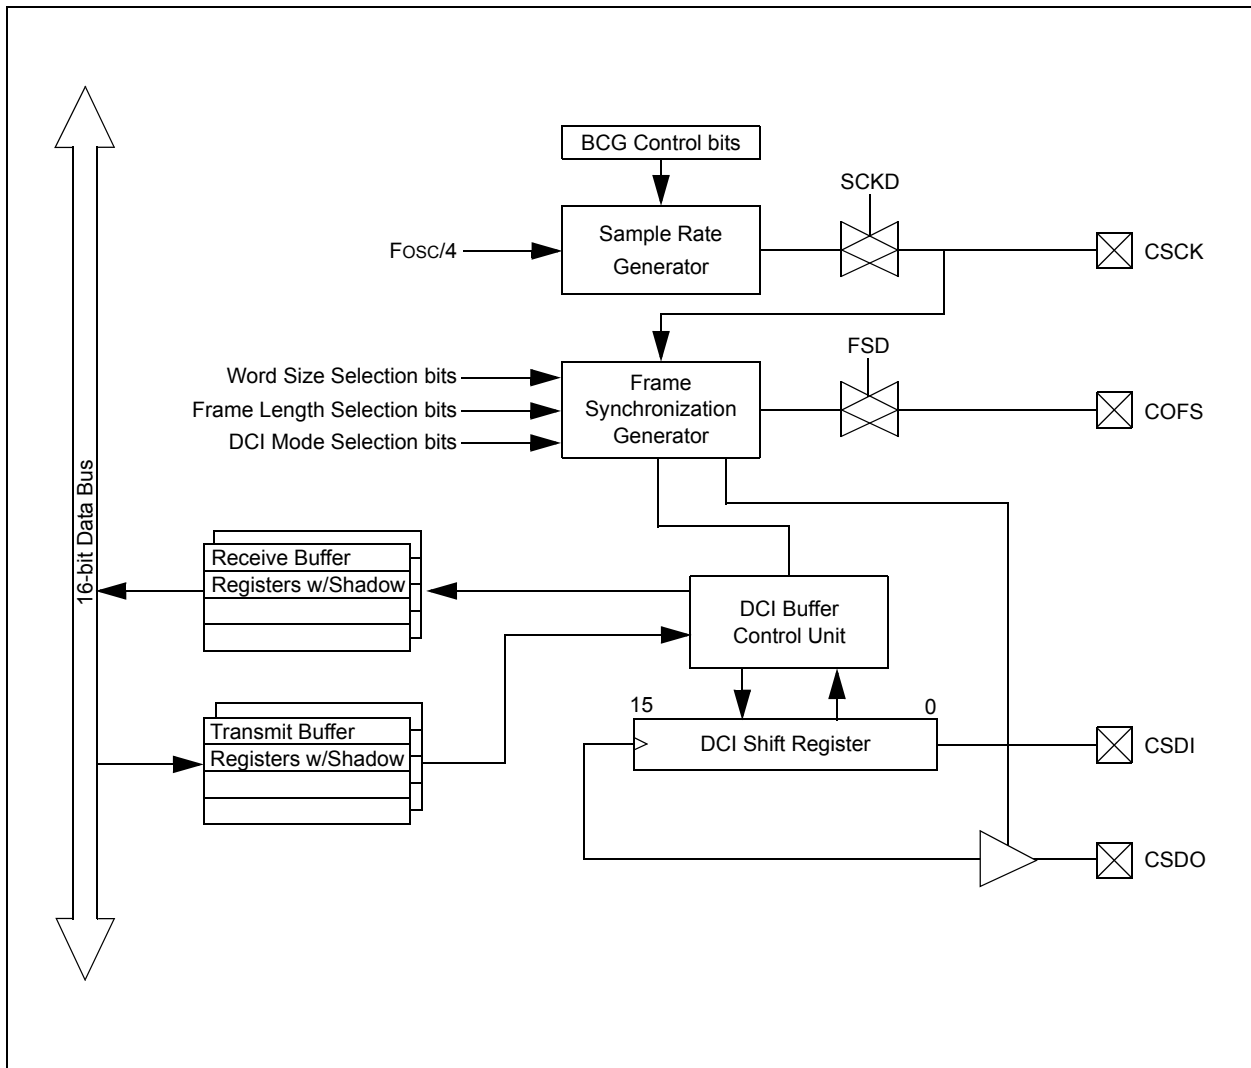 BCG Control bits
SCKD
Sample Rate
Generator
FOSC/4
CSCK
FSD
Word Size Selection bits
Frame Length Selection bits
DCI Mode Selection bits
Frame
Synchronization
Generator
COFS
16-bit Data Bus
Receive Buffer
Registers w/Shadow
DCI Buffer
Control Unit
Transmit Buffer
Registers w/Shadow
15
0
DCI Shift Register
CSDI
CSDO